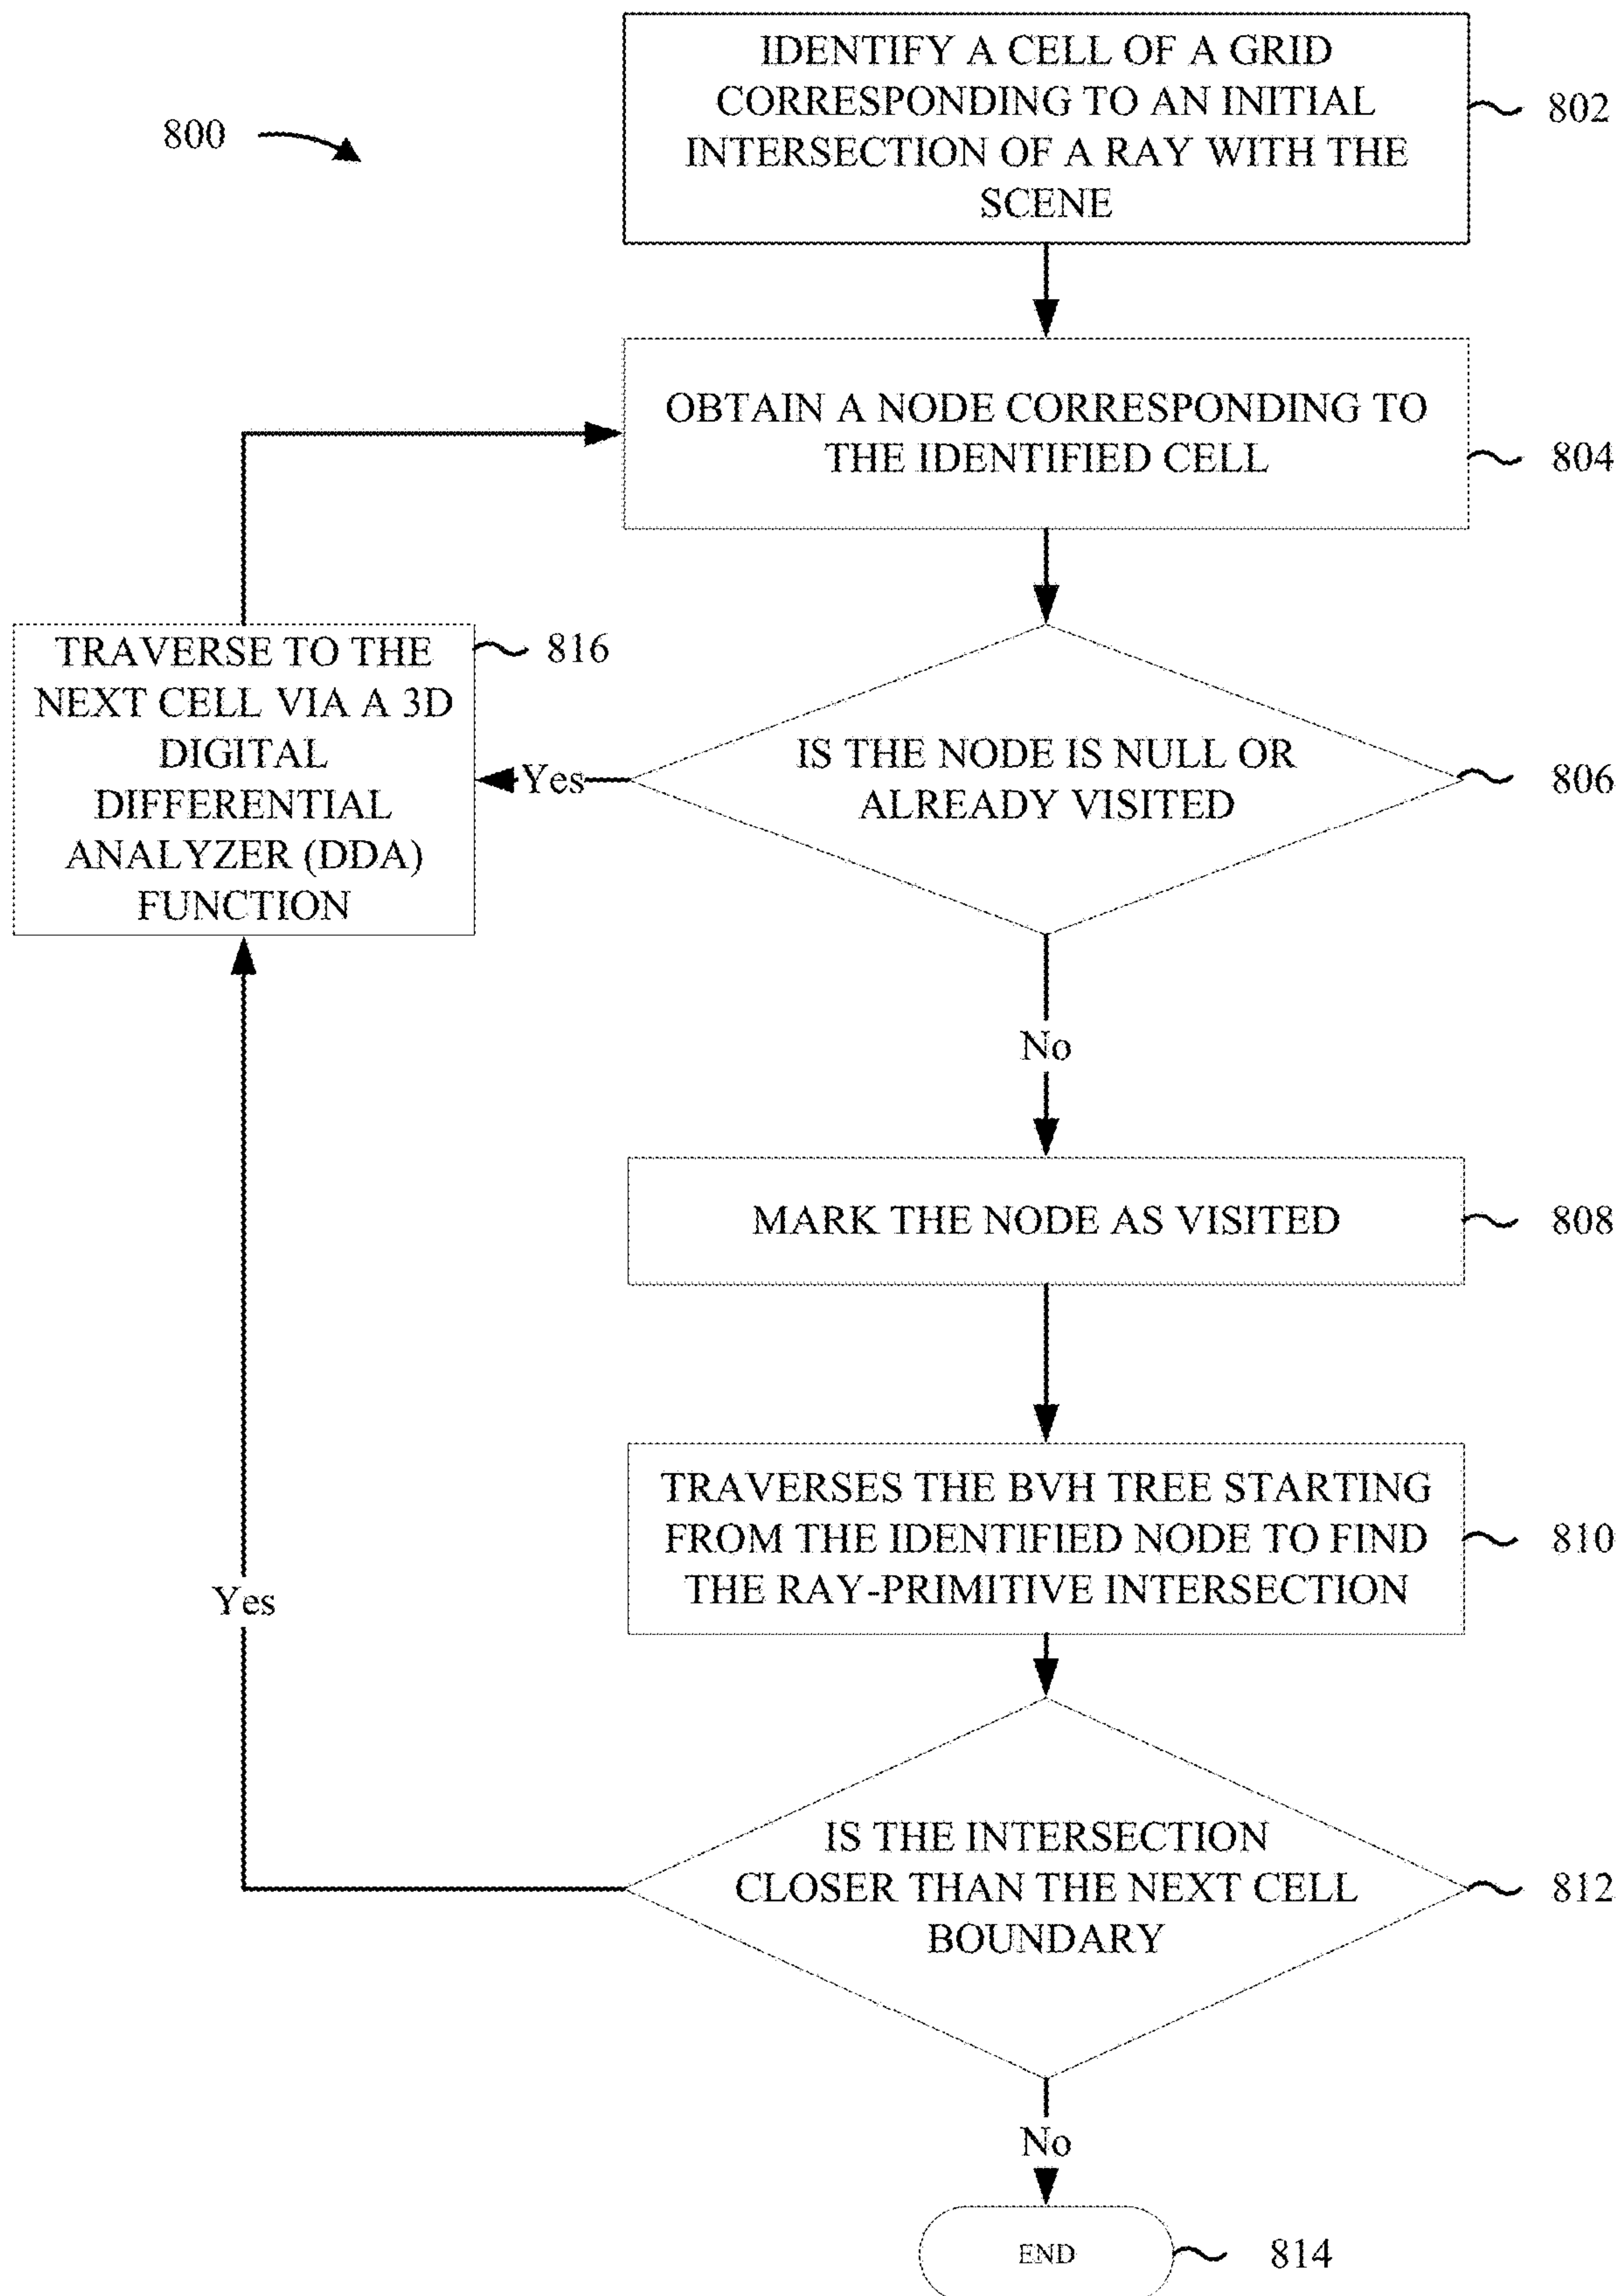 800
IDENTIFY A CELL OF A GRID
CORRESPONDING TO AN INITIAL
INTERSECTION OF A RAY WITH THE
SCENE
802
OBTAIN A NODE CORRESPONDING TO
THE IDENTIFIED CELL
804
TRAVERSE TO THE
NEXT CELL VIA A 3D
DIGITAL
DIFFERENTIAL
ANALYZER (DDA)
FUNCTION
816
Yes
IS THE NODE IS NULL OR
ALREADY VISITED
806
No
MARK THE NODE AS VISITED
808
TRAVERSES THE BVH TREE STARTING
FROM THE IDENTIFIED NODE TO FIND
THE RAY-PRIMITIVE INTERSECTION
810
Yes
IS THE INTERSECTION
CLOSER THAN THE NEXT CELL
BOUNDARY
812
No
END
814